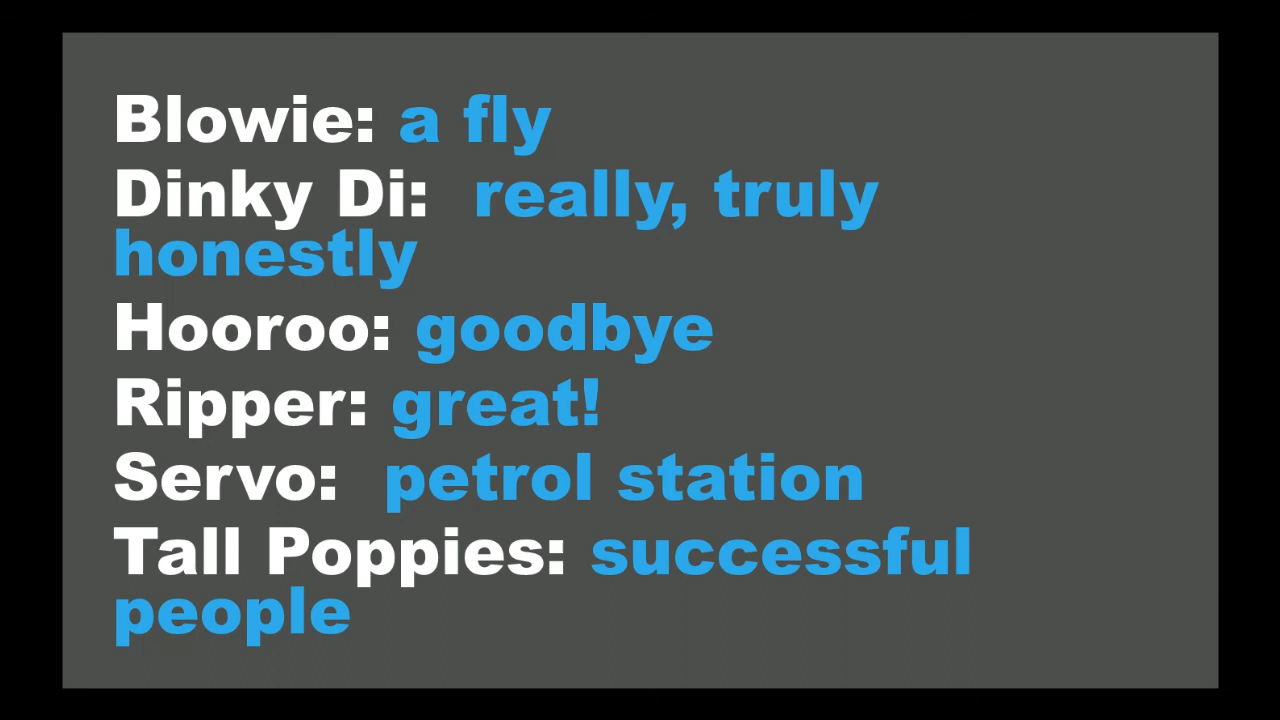 Blowie: a fly
Dinky Di:  really, truly
honestly
Hooroo: goodbye
Ripper: great!
Servo:  petrol station
Tall Poppies: successful
people